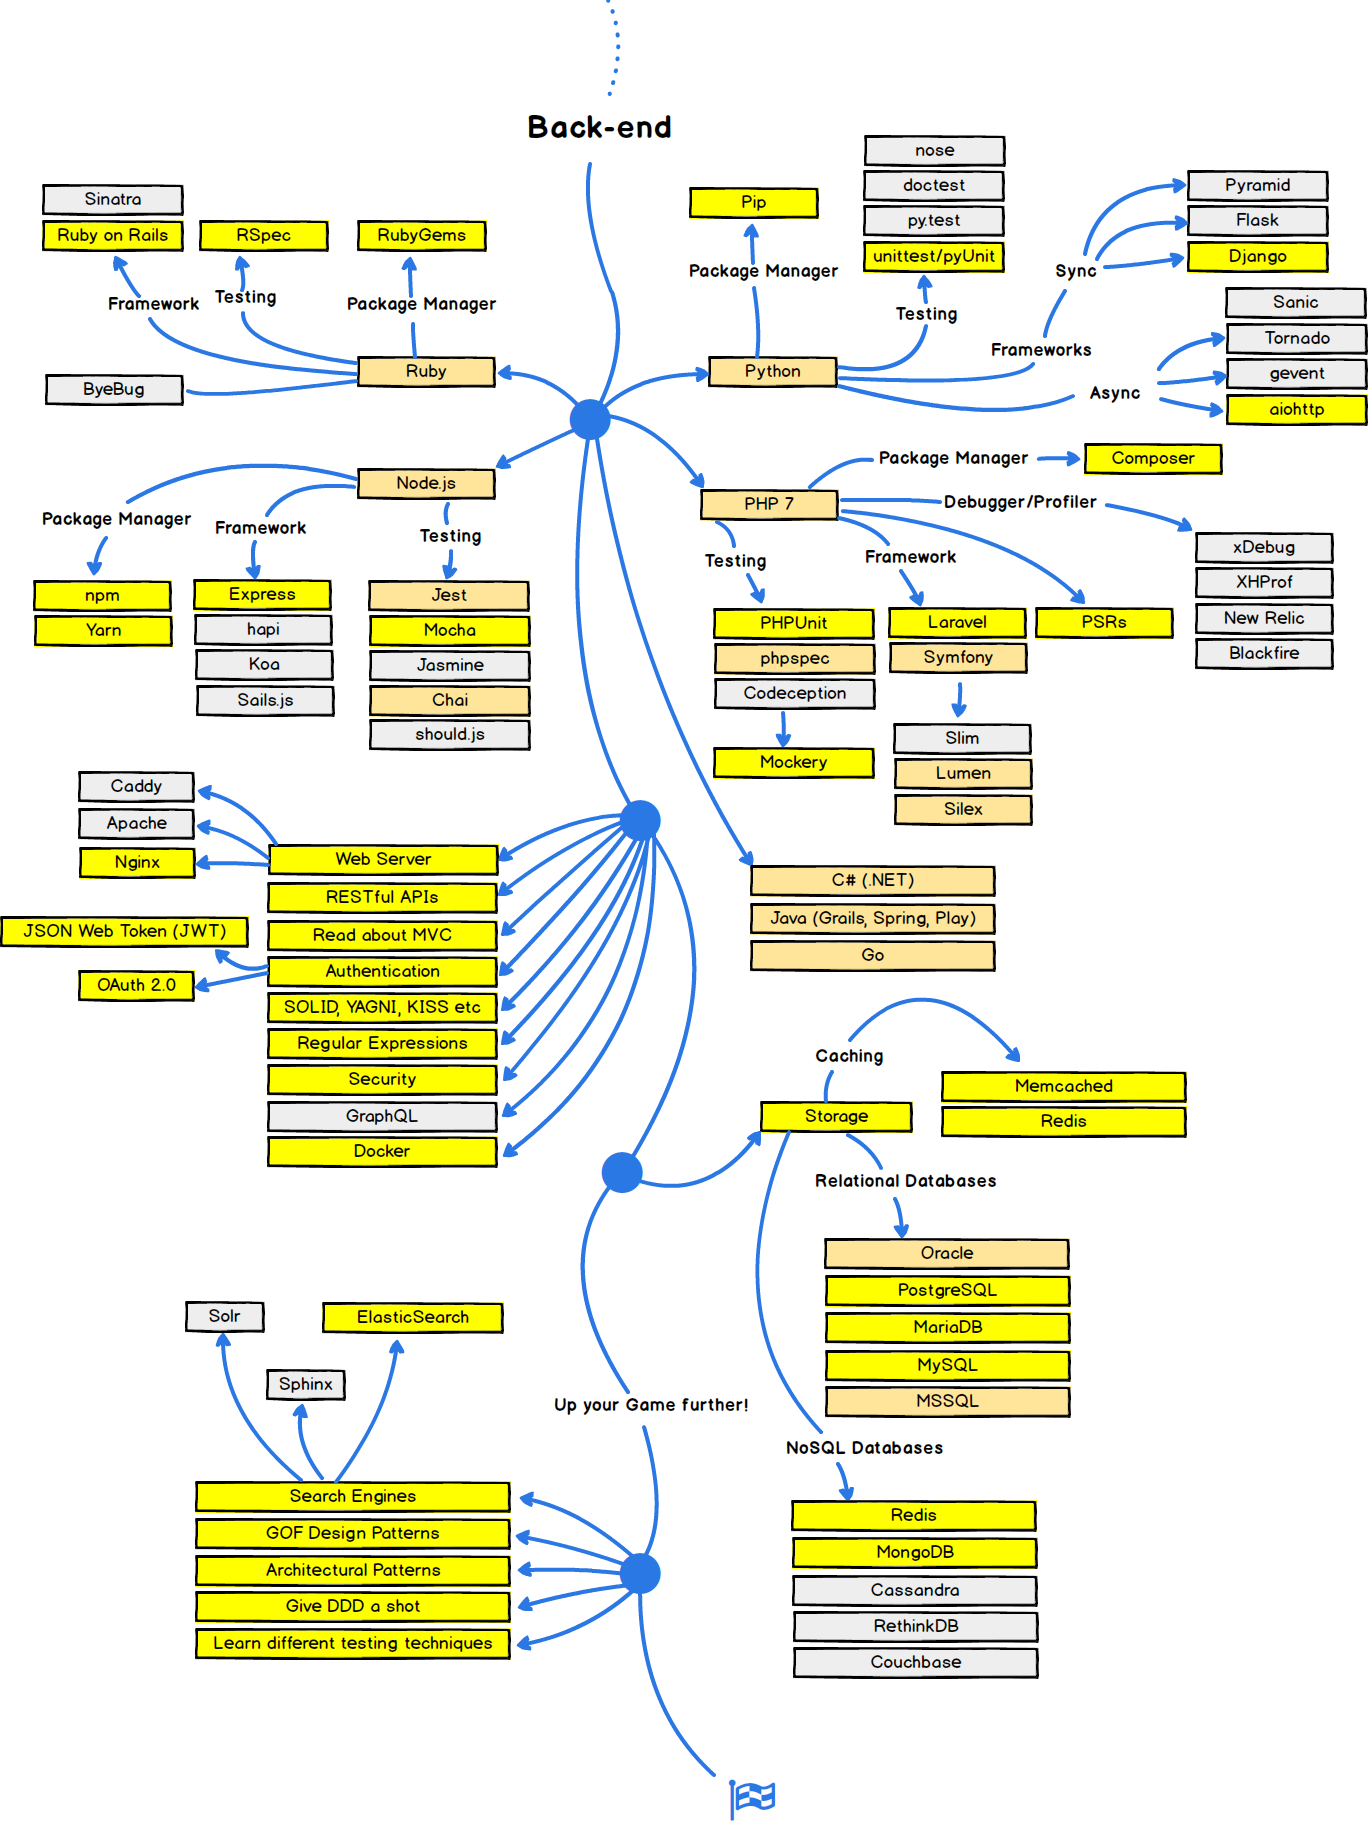 Back-end
Sinatra
Ruby on Rails
RSpec
RubyGems
Framework
Testing
Package Manager
Ruby
ByeBug
Pip
Package Manager
nose
doctest
py.test
unittest/pyUnit
Testing
Python
Pyramid
Flask
Django
Sync
Frameworks
Sanic
Tornado
gevent
aiohttp
Async
Node.js
Package Manager
Framework
Testing
npm
Yarn
Express
hapi
Koa
Sails.js
Jest
Mocha
Jasmine
Chai
should.js
PHP 7
Package Manager
Composer
Debugger/Profiler
xDebug
XHProf
New Relic
Blackfire
Testing
Framework
PHPUnit
phpspec
Codeception
Mockery
Laravel
Symfony
PSRs
Slim
Lumen
Silex
Caddy
Apache
Nginx
Web Server
RESTful APIs
JSON Web Token (JWT)
Read about MVC
Authentication
OAuth 2.0
SOLID, YAGNI, KISS etc
Regular Expressions
Security
GraphQL
Docker
C# (.NET)
Java (Grails, Spring, Play)
Go
Caching
Memcached
Redis
Storage
Relational Databases
Oracle
PostgreSQL
MariaDB
MySQL
MSSQL
NoSQL Databases
Redis
MongoDB
Cassandra
RethinkDB
Couchbase
Up your Game further!
Solr
ElasticSearch
Sphinx
Search Engines
GOF Design Patterns
Architectural Patterns
Give DDD a shot
Learn different testing techniques